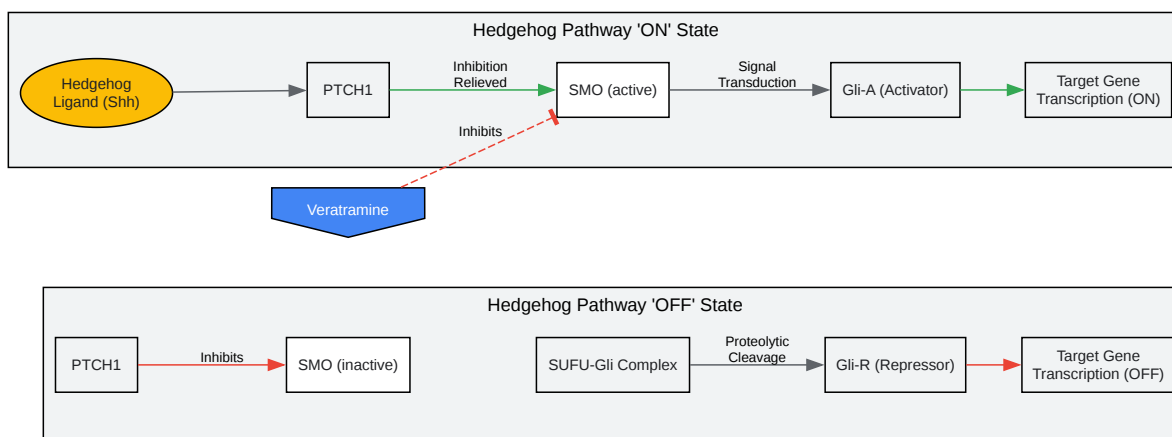 Hedgehog Pathway 'ON' State
Hedgehog
Ligand (Shh)
PTCH1
Inhibition
Relieved
SMO (active)
Signal
Transduction
Gli-A (Activator)
Target Gene
Transcription (ON)
Inhibits
Veratramine
Hedgehog Pathway 'OFF' State
PTCH1
Inhibits
SMO (inactive)
SUFU-Gli Complex
Proteolytic
Cleavage
Gli-R (Repressor)
Target Gene
Transcription (OFF)